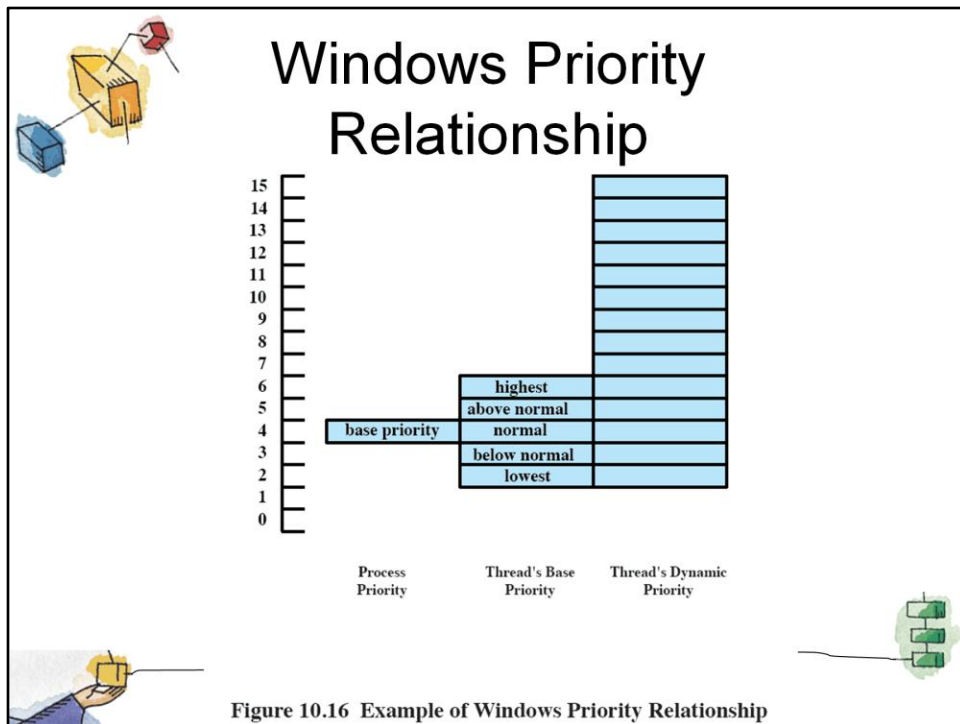 Windows Priority
Relationship
15
14
13
12
11
10
9
8
7
6
highest
5
above normal
4
base priority
normal
3
below normal
2
lowest
1
0
Process
Priority
Thread's Base
Priority
Thread's Dynamic
Priority
Figure 10.16 Example of Windows Priority Relationship